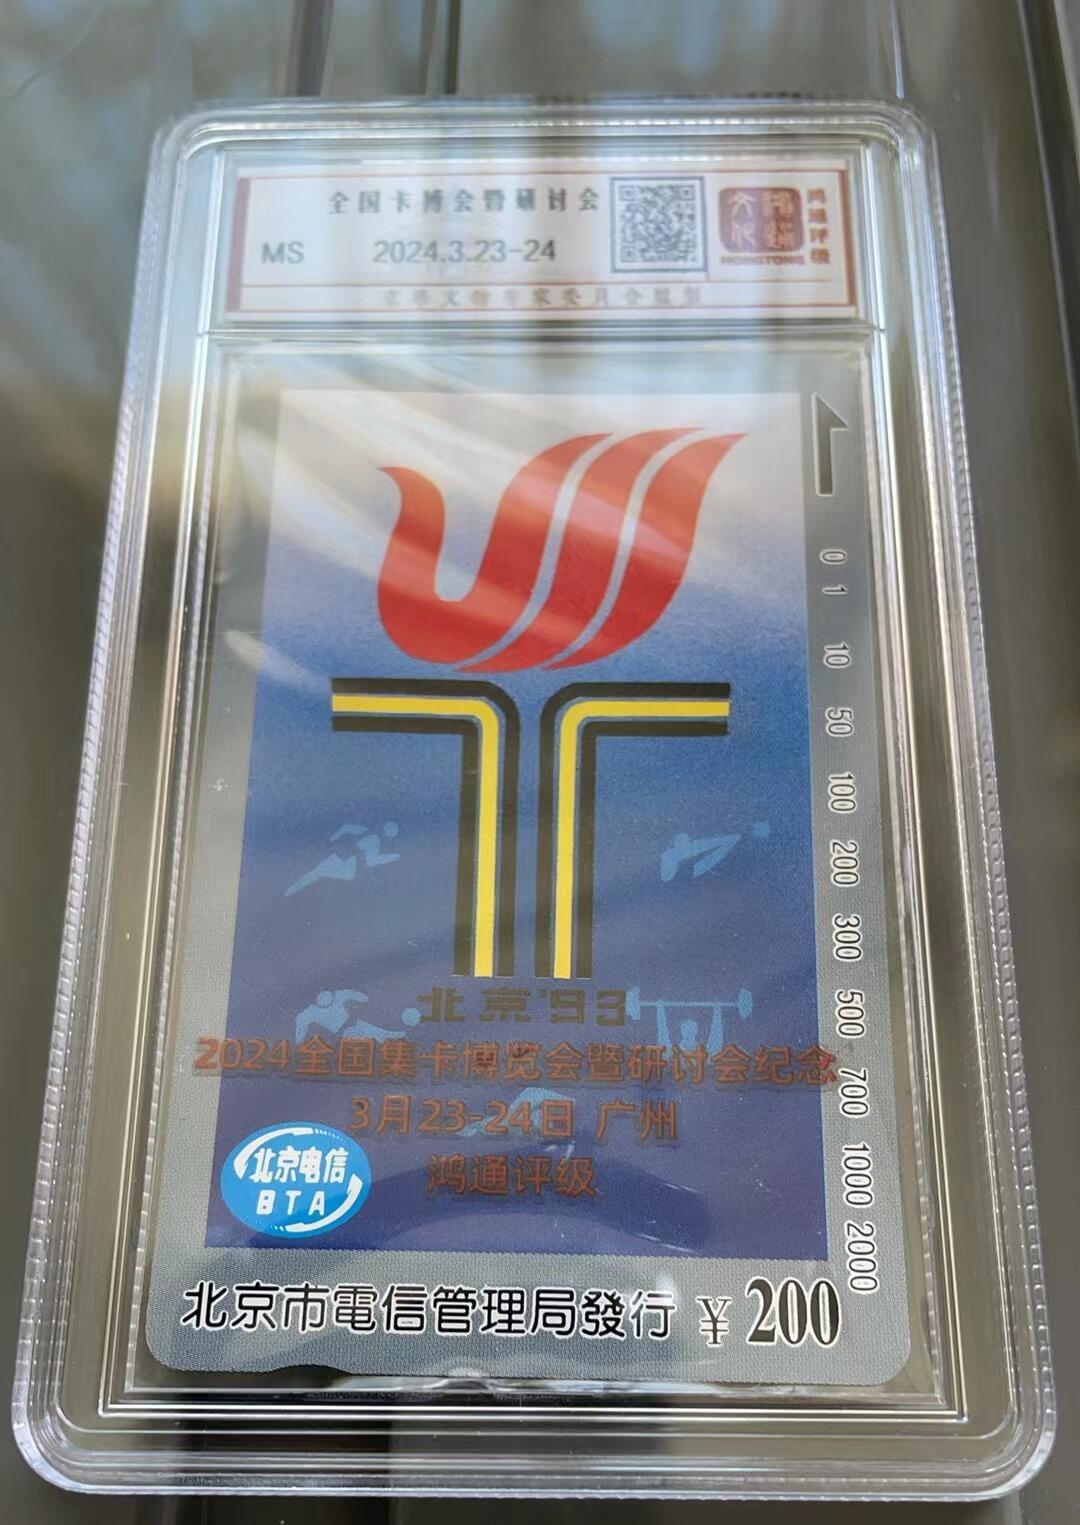 全国卡博会暨研讨会
MS 2024.3.23-24
鸿通评级
HONGTONG
0
1
10
50
100
200
300
500
700
1000
2000
北京'93
2024全国集卡博览会暨研讨会纪念
3月23-24日 广州
鸿通评级
北京电信
BTA
北京市電信管理局發行 ¥200